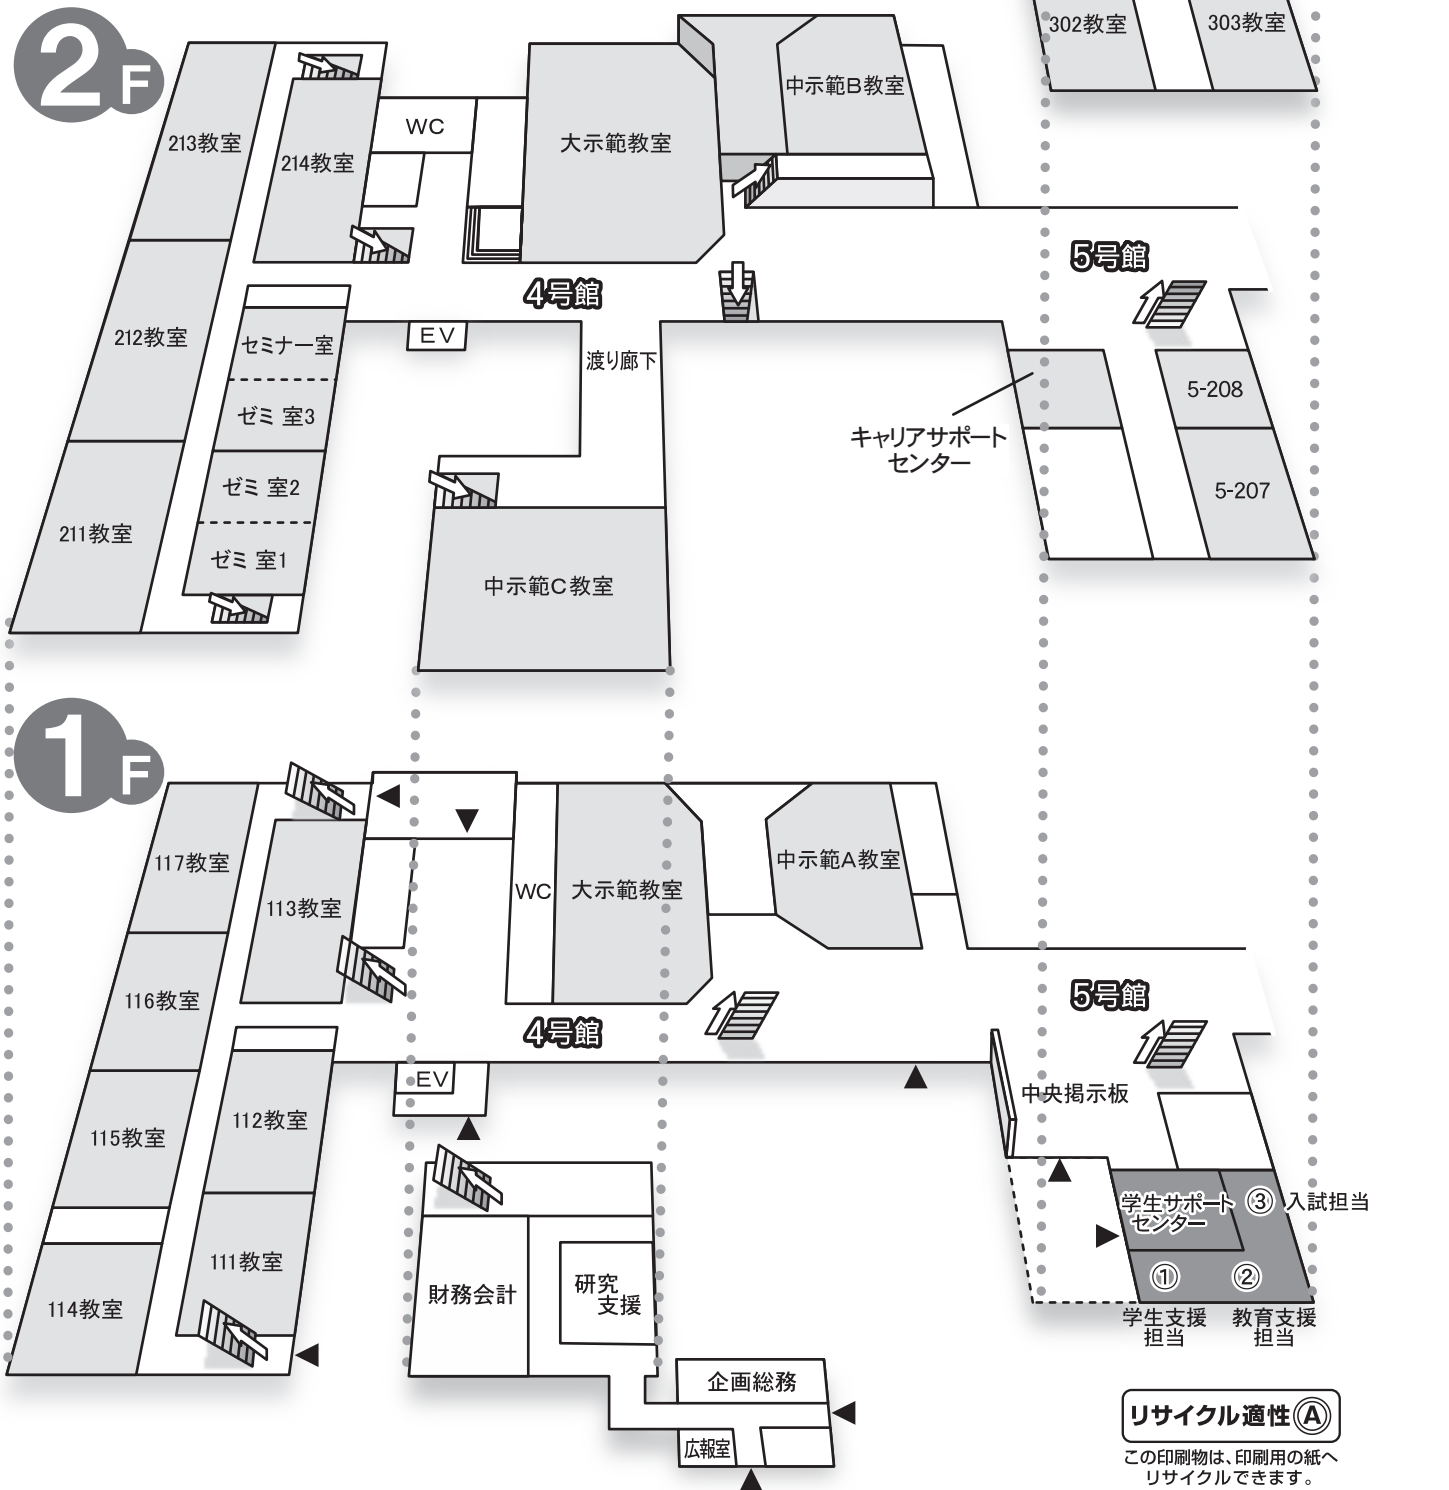 2F
302教室
303教室
213教室
214教室
WC
大示範教室
中示範B教室
4号館
5号館
212教室
セミナー室
EV
渡り廊下
ゼミ 室3
キャリアサポート
センター
5-208
ゼミ 室2
5-207
211教室
ゼミ 室1
中示範C教室
1F
117教室
113教室
WC
大示範教室
中示範A教室
116教室
4号館
5号館
EV
中央掲示板
115教室
112教室
学生サポート
センター
③ 入試担当
111教室
財務会計
研究
支援
① ②
114教室
学生支援
担当
教育支援
担当
企画総務
広報室
リサイクル適性Ⓐ
この印刷物は、印刷用の紙へ
リサイクルできます。